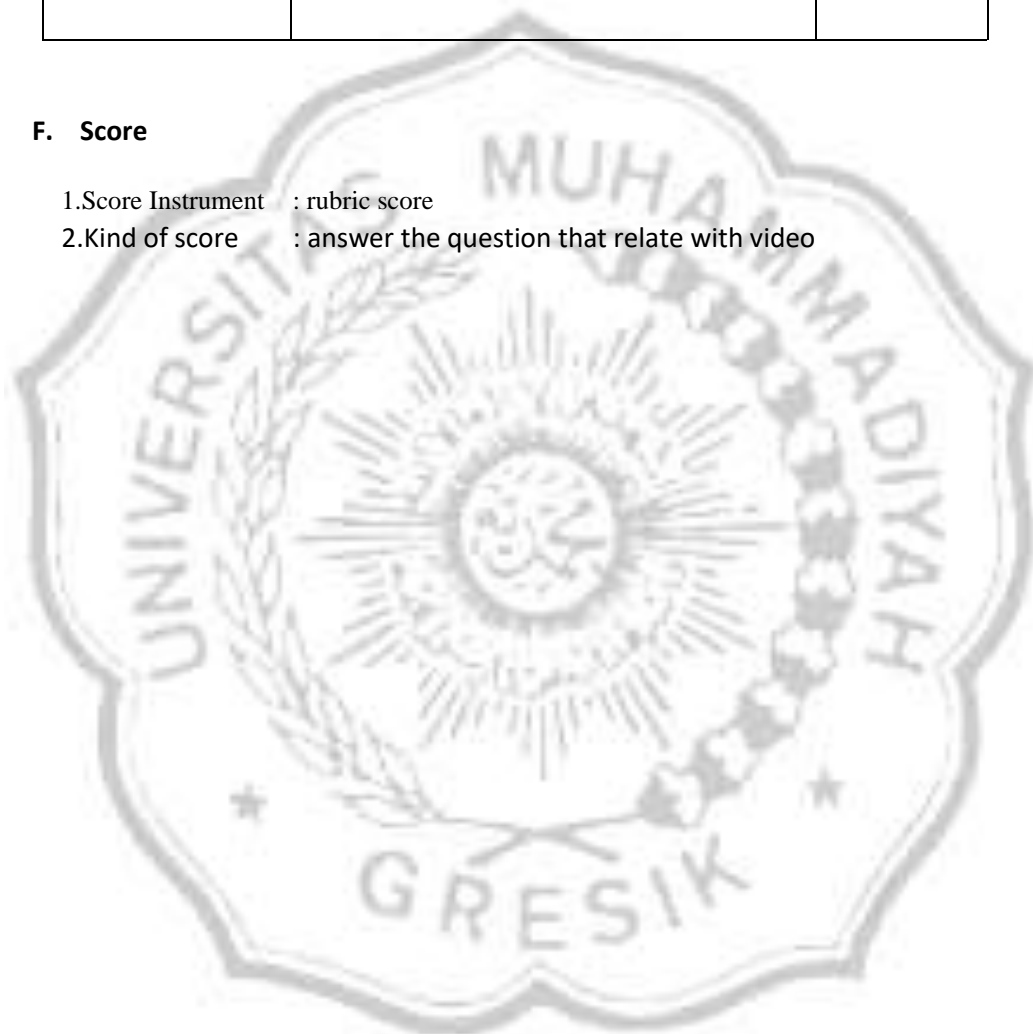 F. Score
1.Score Instrument : rubric score
2.Kind of score : answer the question that relate with video
UNIVERSITAS MUHAMMADIYAH
GRESIK